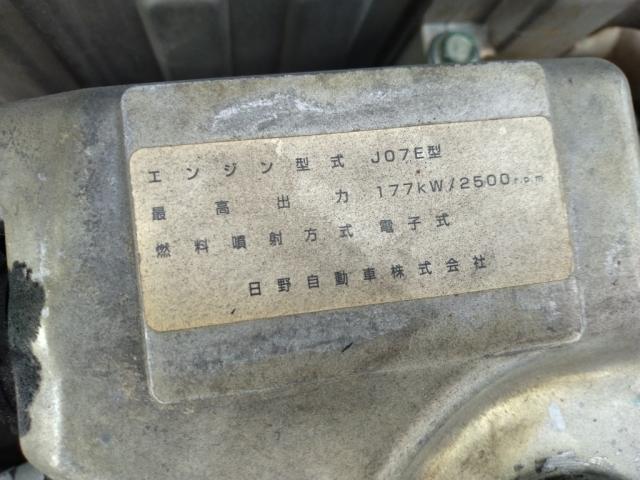 エンジン型式 J07E型
最高出力 177kW/2500r.p.m
燃料噴射方式 電子式
日野自動車株式会社